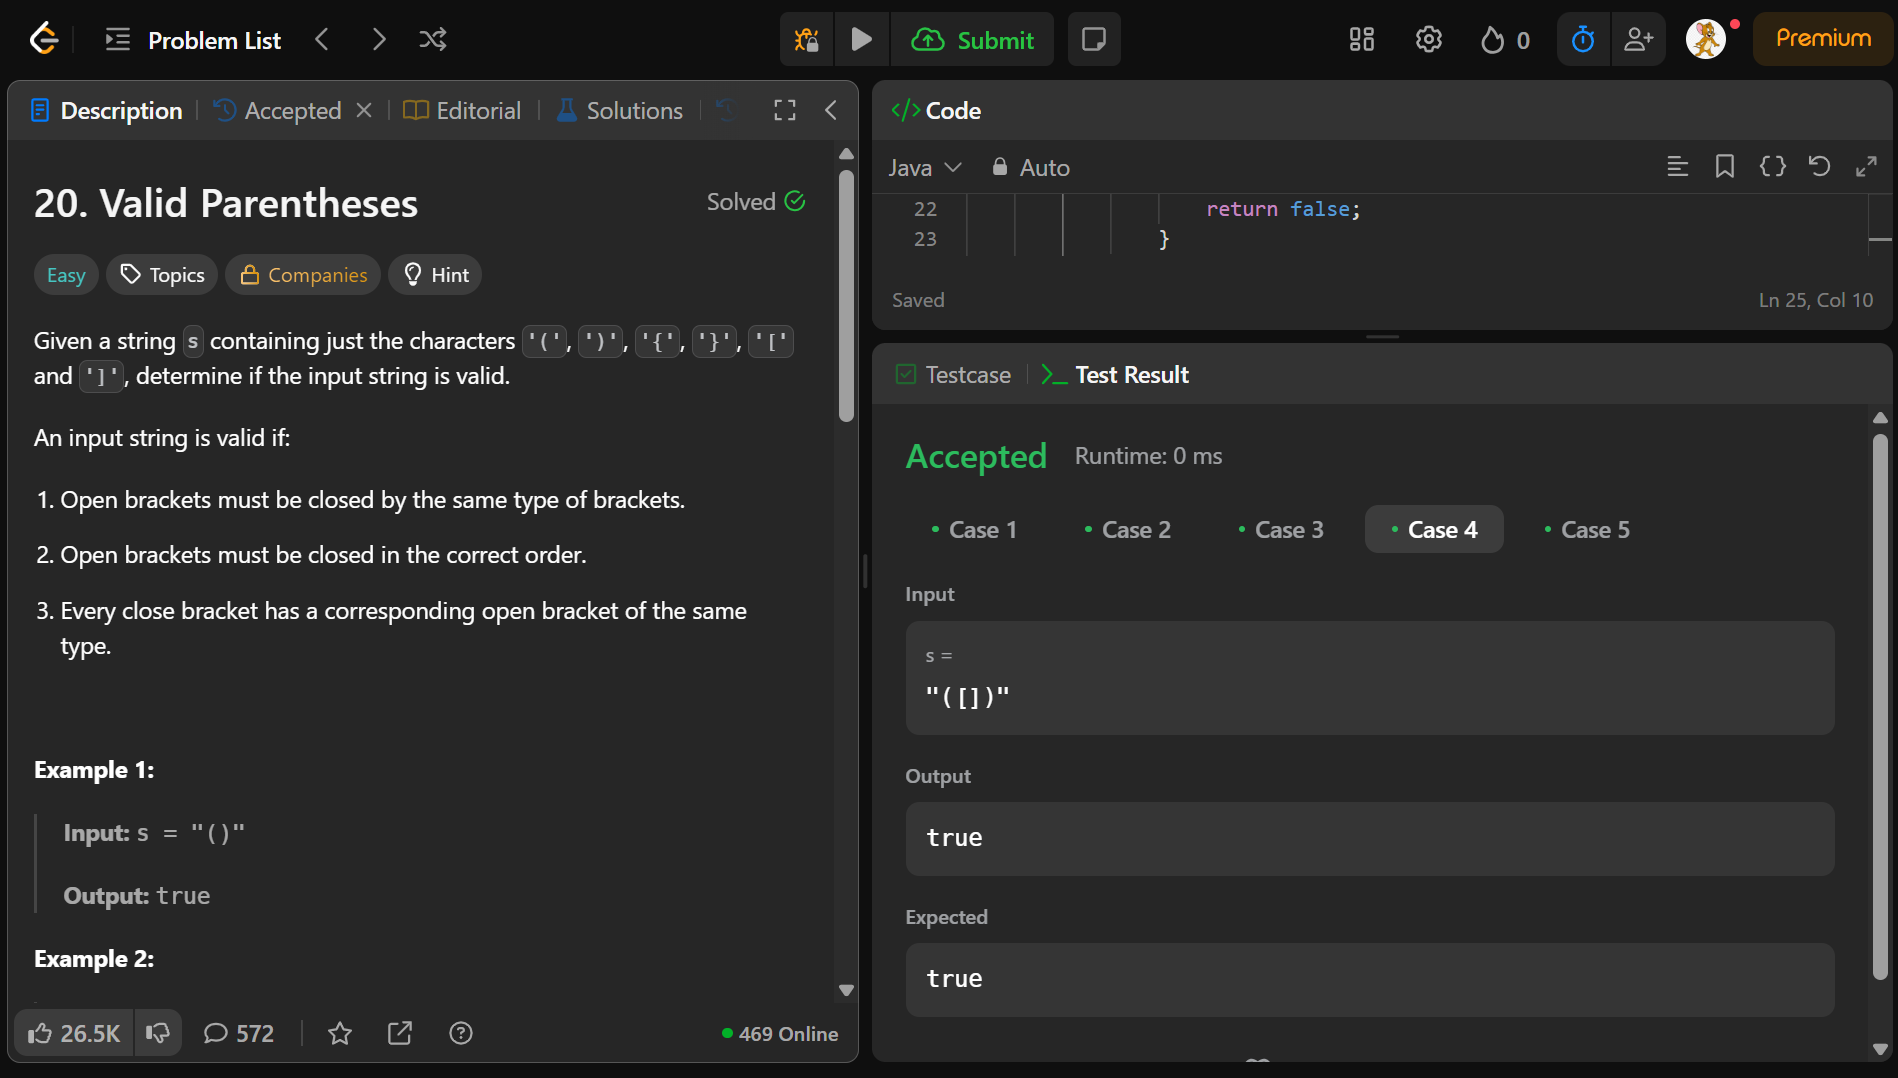 Problem List
Submit
0
Premium
Description
Accepted
Editorial
Solutions
20. Valid Parentheses
Solved
Easy
Topics
Companies
Hint
Given a string s containing just the characters '(', ')', '{', '}', '['
and ']', determine if the input string is valid.
An input string is valid if:
1. Open brackets must be closed by the same type of brackets.
2. Open brackets must be closed in the correct order.
3. Every close bracket has a corresponding open bracket of the same
type.
Example 1:
Input: s = "()"
Output: true
Example 2:
26.5K
572
469 Online
</> Code
Java
Auto
22 return false;
23 }
Saved
Ln 25, Col 10
Testcase
Test Result
Accepted
Runtime: 0 ms
Case 1
Case 2
Case 3
Case 4
Case 5
Input
s =
"([])"
Output
true
Expected
true